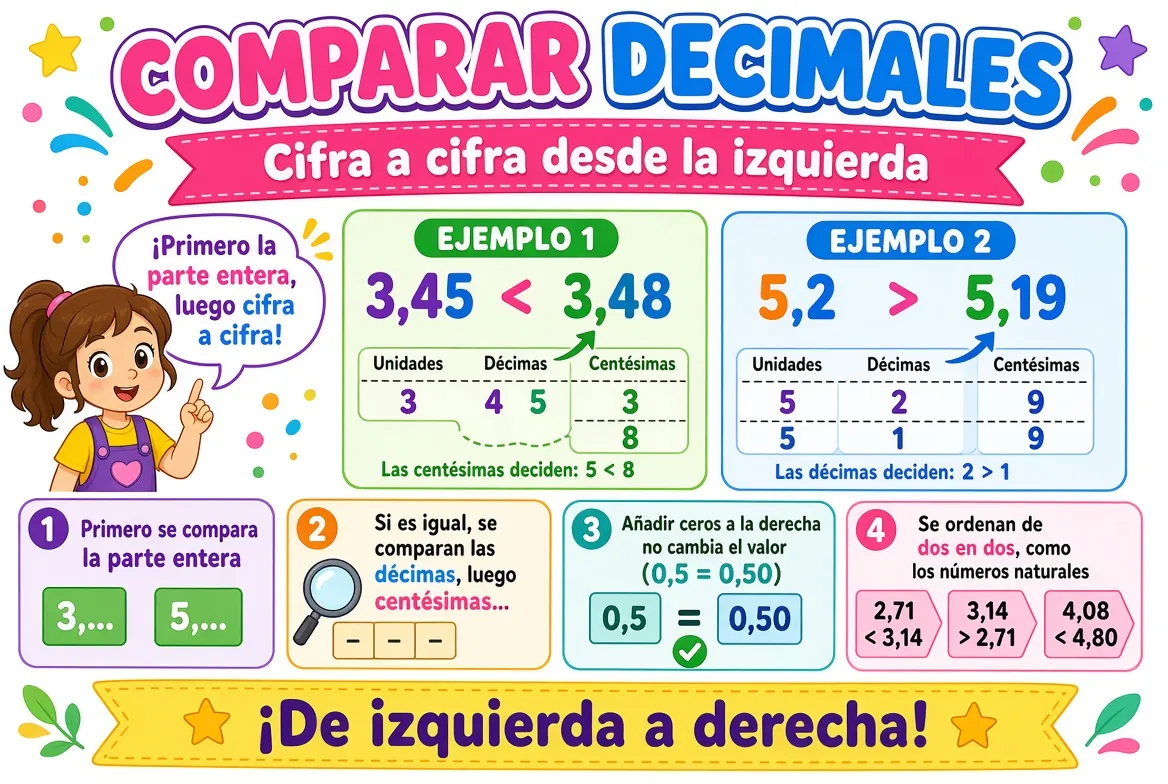 COMPARAR DECIMALES
Cifra a cifra desde la izquierda
¡Primero la
parte entera,
luego cifra
a cifra!
EJEMPLO 1
3,45 < 3,48
Unidades Décimas Centésimas
3 4 5 3
8
Las centésimas deciden: 5 < 8
EJEMPLO 2
5,2 > 5,19
Unidades Décimas Centésimas
5 2 9
5 1 9
Las décimas deciden: 2 > 1
1 Primero se compara
la parte entera
3,... 5,...
2 Si es igual, se
comparan las
décimas, luego
centésimas...
– – –
3 Añadir ceros a la derecha
no cambia el valor
(0,5 = 0,50)
0,5 = 0,50
4 Se ordenan de
dos en dos, como
los números naturales
2,71
< 3,14
3,14
> 2,71
4,08
< 4,80
¡De izquierda a derecha!